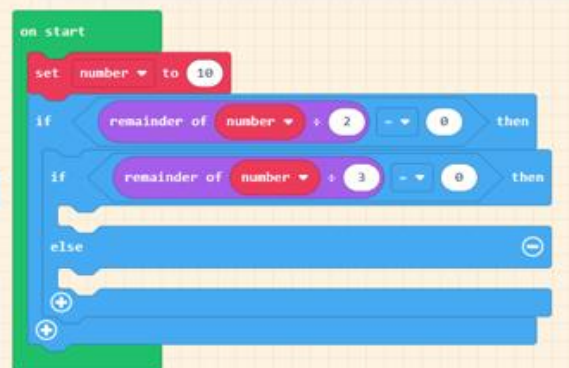 on start
set number to 10
if remainder of number ÷ 2 = 0 then
if remainder of number ÷ 3 = 0 then
else